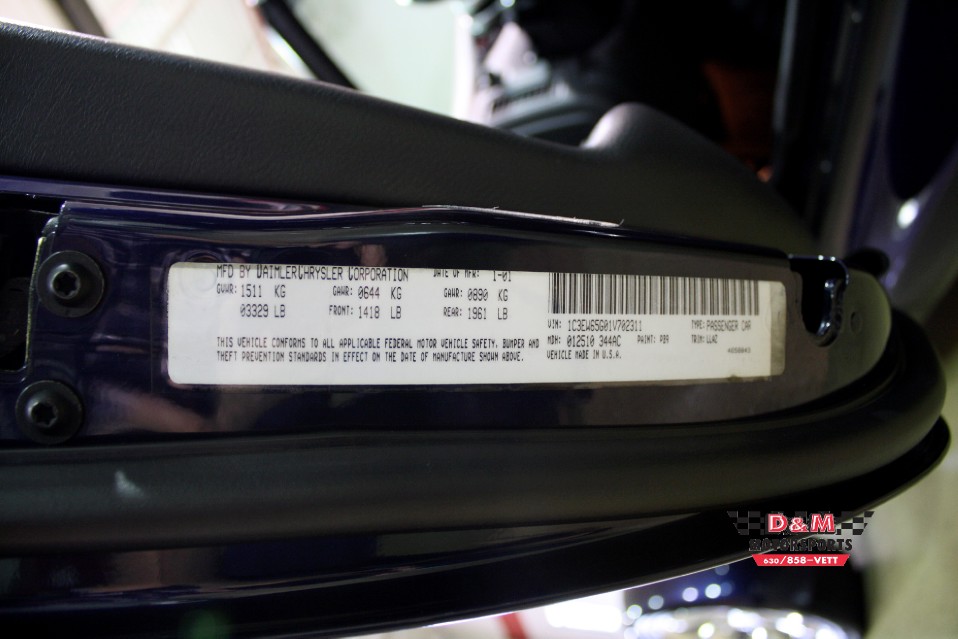 MFD BY DAIMLERCHRYSLER CORPORATION DATE OF MFR: 1-01
GVWR: 1511 KG GAWR: 0644 KG GAWR: 0890 KG
03329 LB FRONT: 1418 LB REAR: 1961 LB
THIS VEHICLE CONFORMS TO ALL APPLICABLE FEDERAL MOTOR VEHICLE SAFETY, BUMPER AND
THEFT PREVENTION STANDARDS IN EFFECT ON THE DATE OF MANUFACTURE SHOWN ABOVE.
VIN: 1C3EW65G01V702311 TYPE: PASSENGER CAR
MDH: 012510 344AC PAINT: PBR TRIM: LLAZ
VEHICLE MADE IN U.S.A. 4658843
D&M
MOTORSPORTS
630/858-VETT